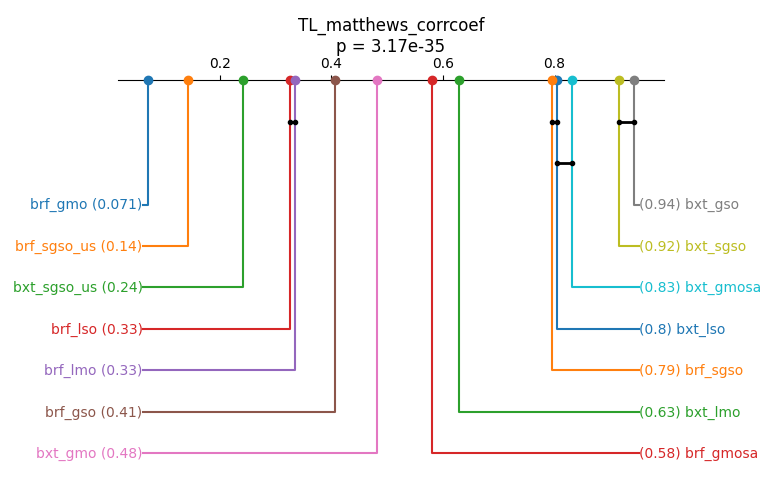 TL_matthews_corrcoef
p = 3.17e-35
0.2 0.4 0.6 0.8
brf_gmo (0.071) (0.94) bxt_gso
brf_sgso_us (0.14) (0.92) bxt_sgso
bxt_sgso_us (0.24) (0.83) bxt_gmosa
brf_lso (0.33) (0.8) bxt_lso
brf_lmo (0.33) (0.79) brf_sgso
brf_gso (0.41) (0.63) bxt_lmo
bxt_gmo (0.48) (0.58) brf_gmosa